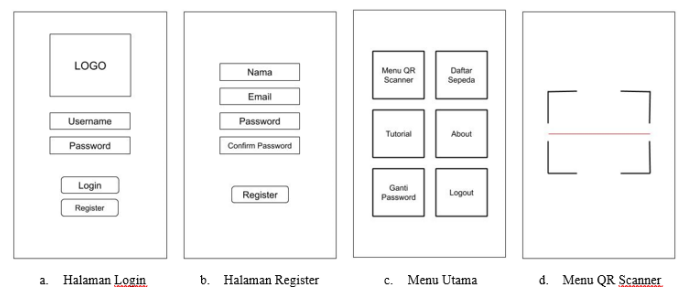 LOGO
Username
Password
Login
Register
a. Halaman Login
Nama
Email
Password
Confirm Password
Register
b. Halaman Register
Menu QR
Scanner
Daftar
Sepeda
Tutorial
About
Ganti
Password
Logout
c. Menu Utama
d. Menu QR Scanner